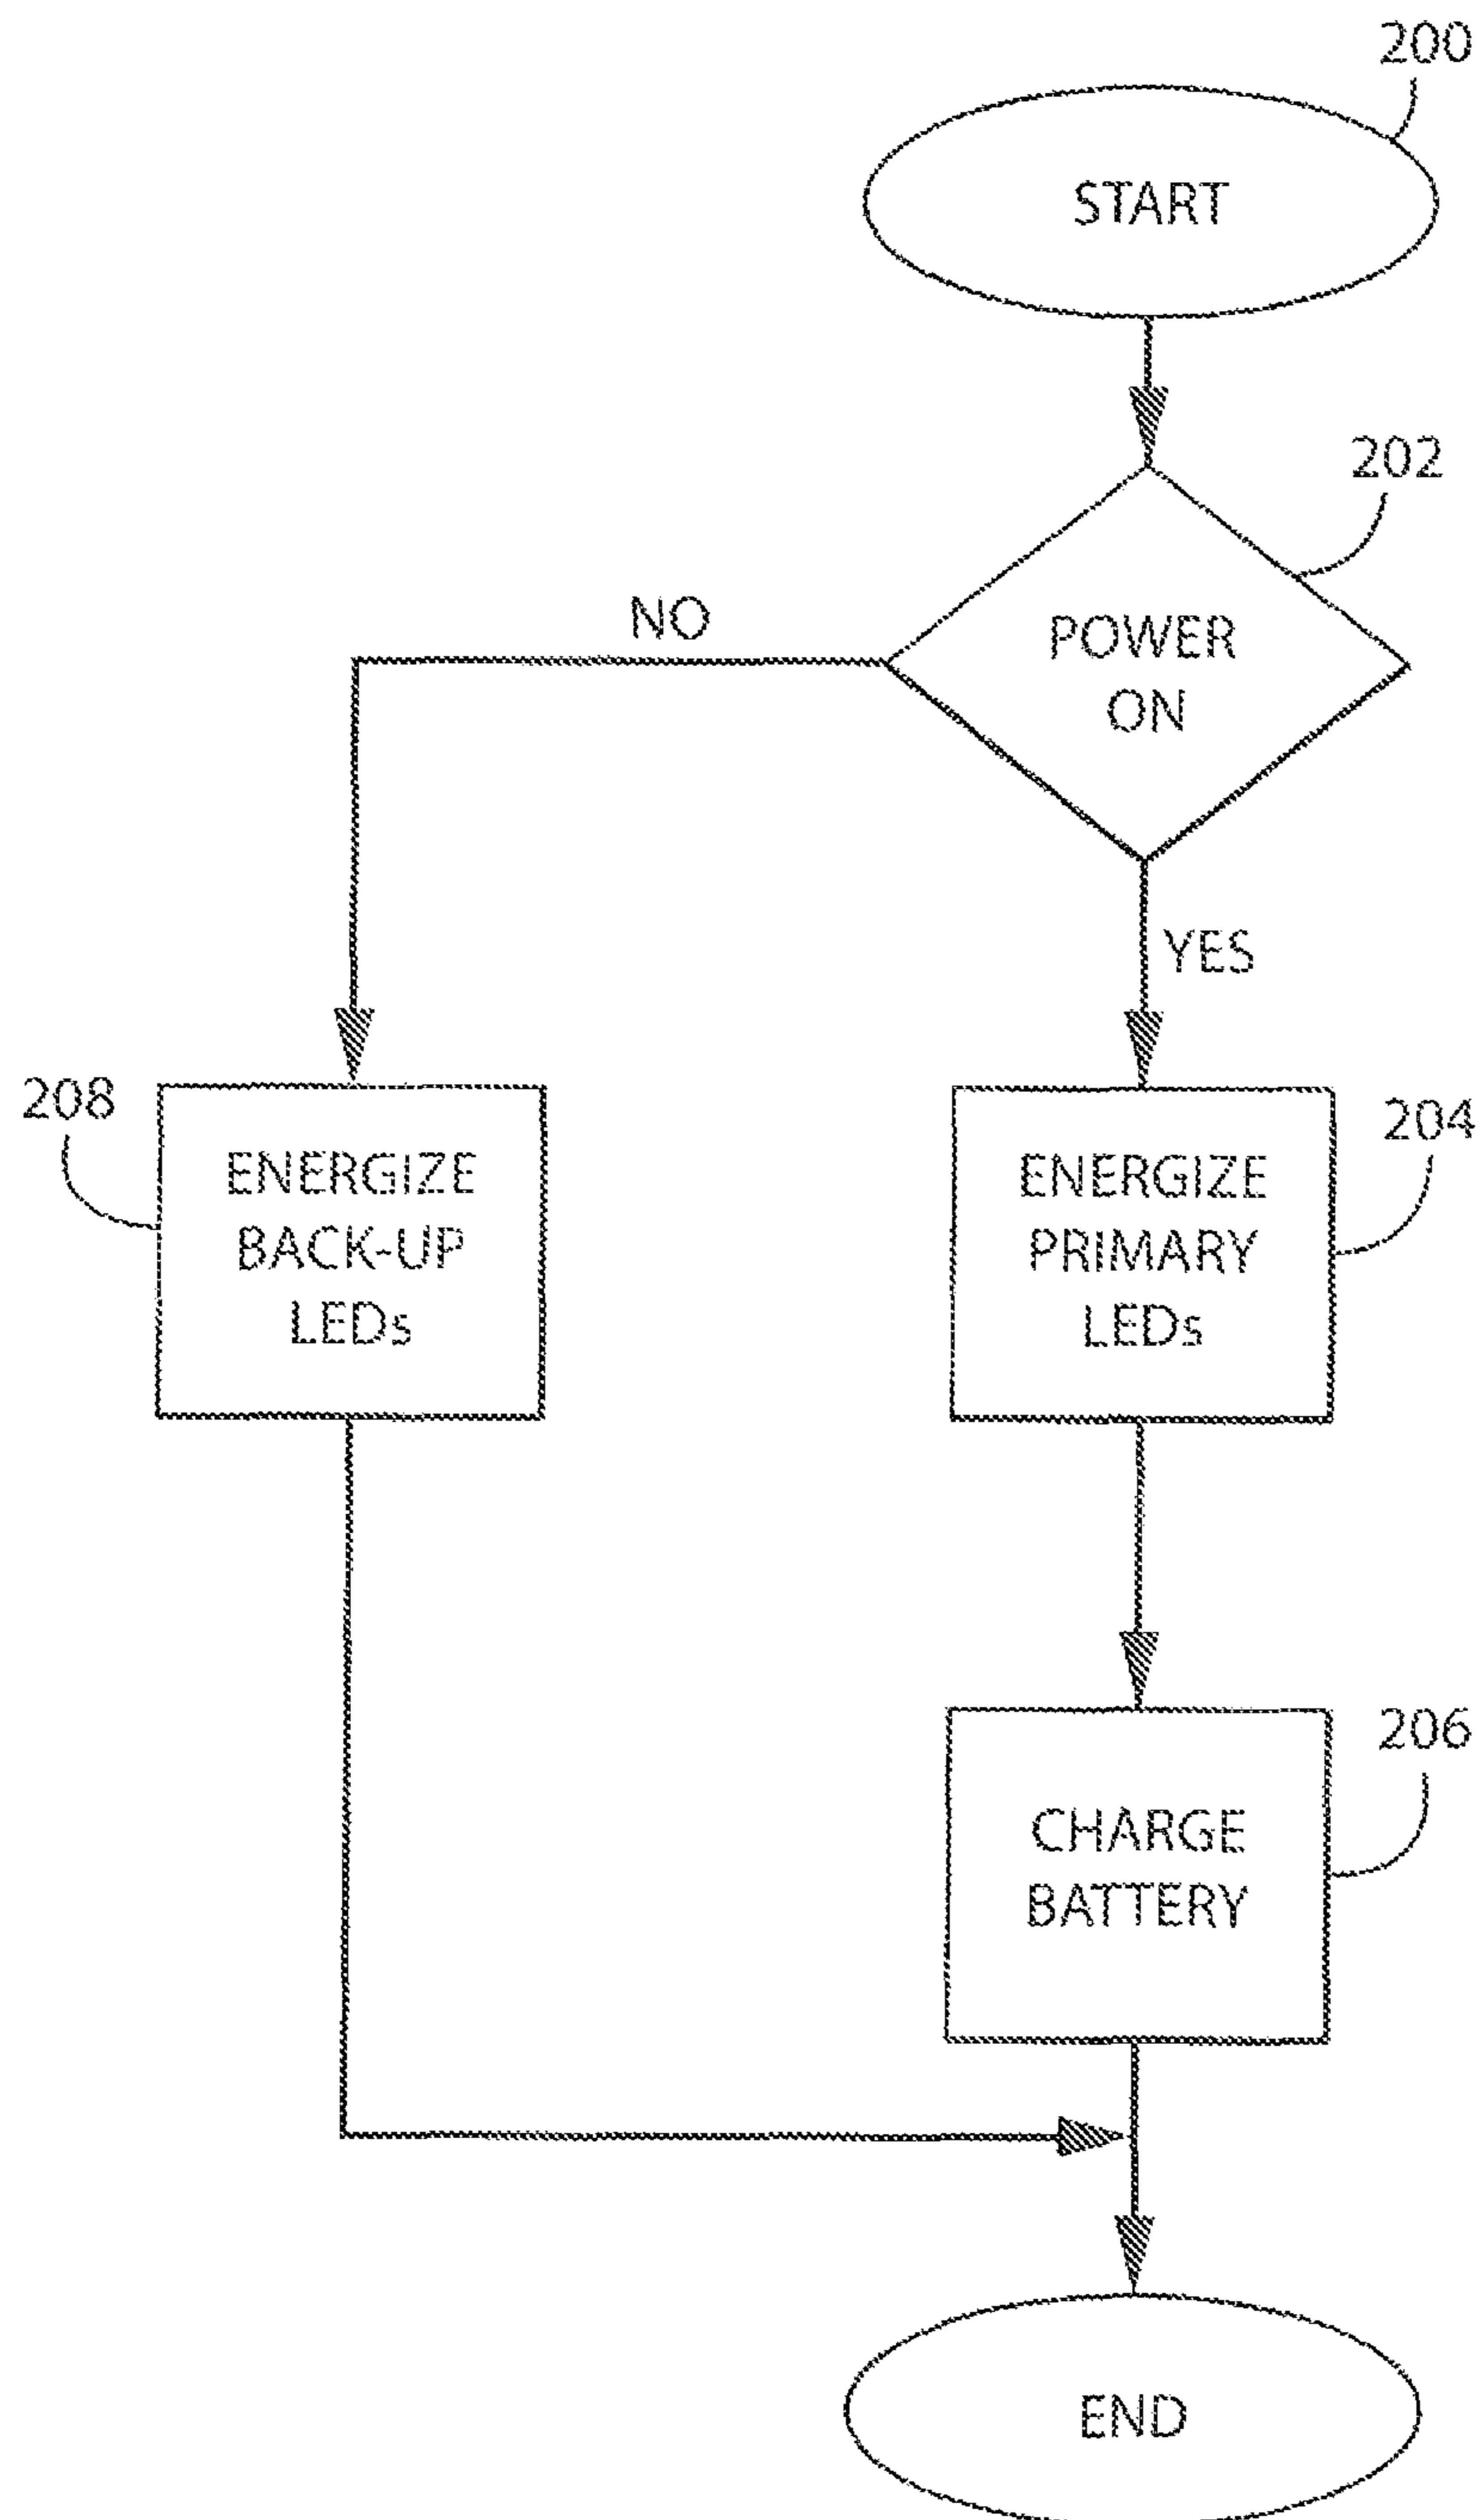 200
START
202
NO
POWER
ON
YES
208
ENERGIZE
BACK-UP
LEDs
204
ENERGIZE
PRIMARY
LEDs
206
CHARGE
BATTERY
END